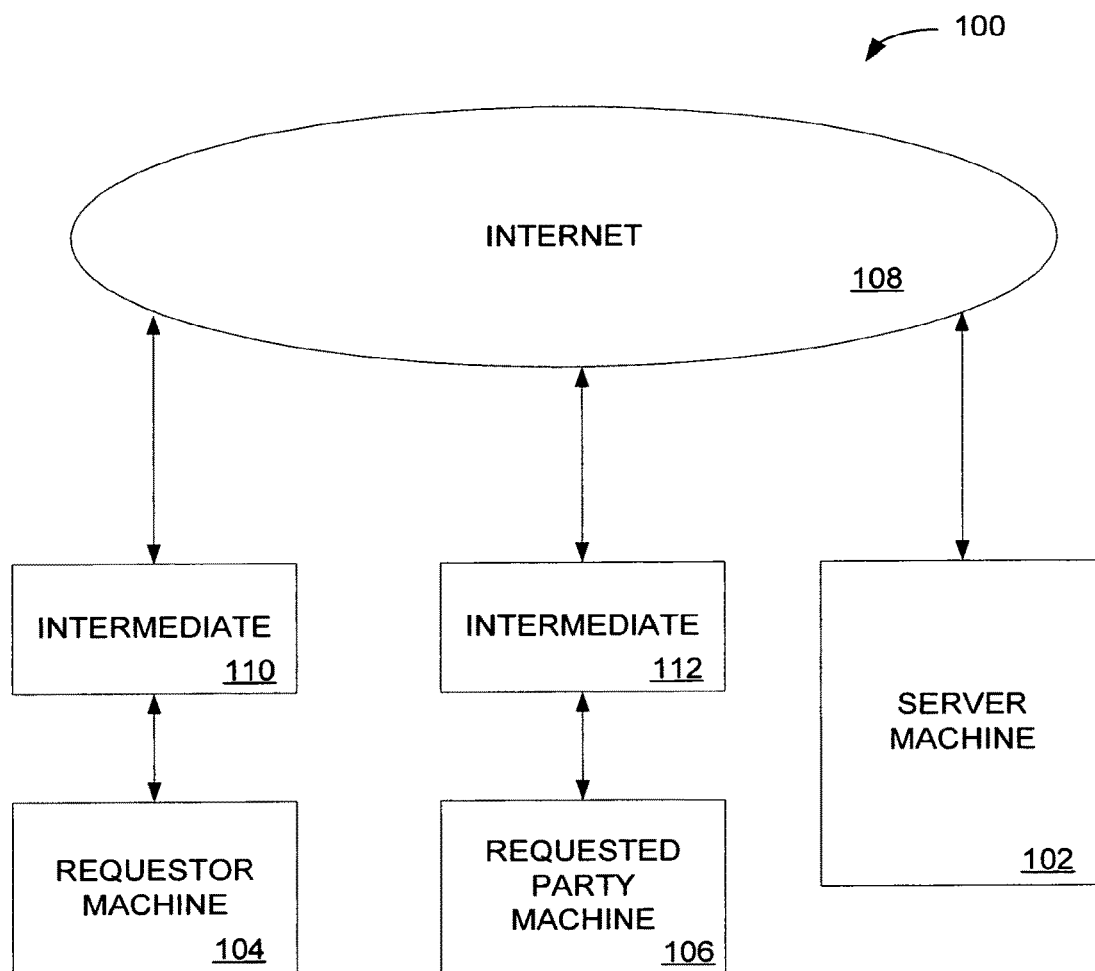 100
INTERNET
108
INTERMEDIATE
110
INTERMEDIATE
112
SERVER
MACHINE
102
REQUESTOR
MACHINE
104
REQUESTED
PARTY
MACHINE
106